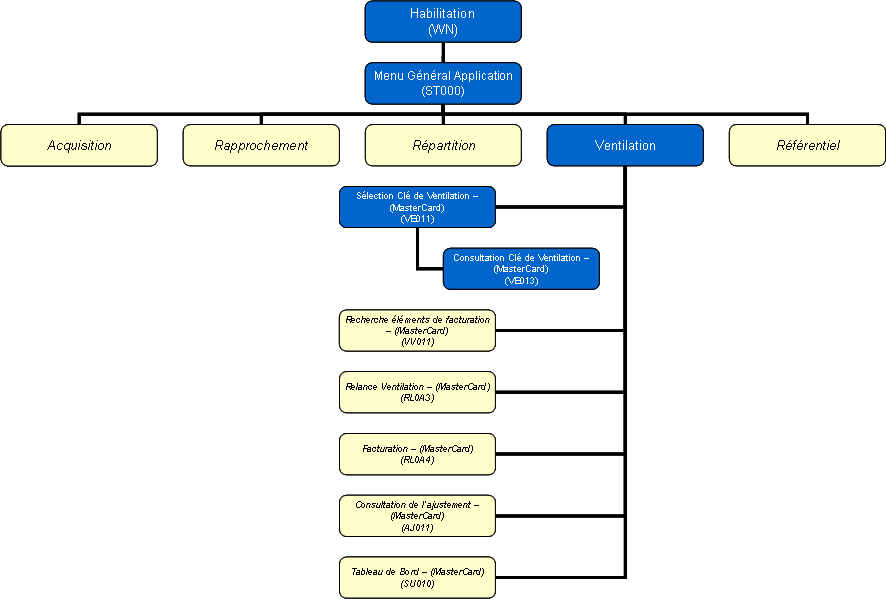 Habilitation
(WN)
Menu Général Application
(ST000)
Acquisition
Rapprochement
Répartition
Ventilation
Référentiel
Sélection Clé de Ventilation –
(MasterCard)
(VE011)
Consultation Clé de Ventilation –
(MasterCard)
(VE013)
Recherche éléments de facturation
– (MasterCard)
(VV011)
Relance Ventilation – (MasterCard)
(RL0A3)
Facturation – (MasterCard)
(RL0A4)
Consultation de l'ajustement –
(MasterCard)
(AJ011)
Tableau de Bord – (MasterCard)
(SU010)